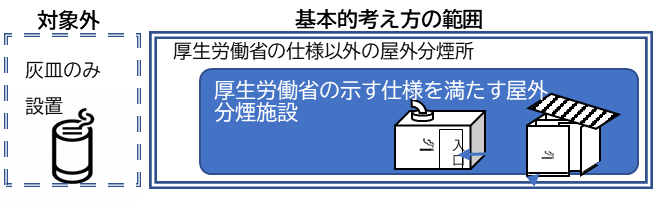 対象外
基本的考え方の範囲
灰皿のみ
設置
厚生労働省の仕様以外の屋外分煙所
厚生労働省の示す仕様を満たす屋外
分煙施設
入
口